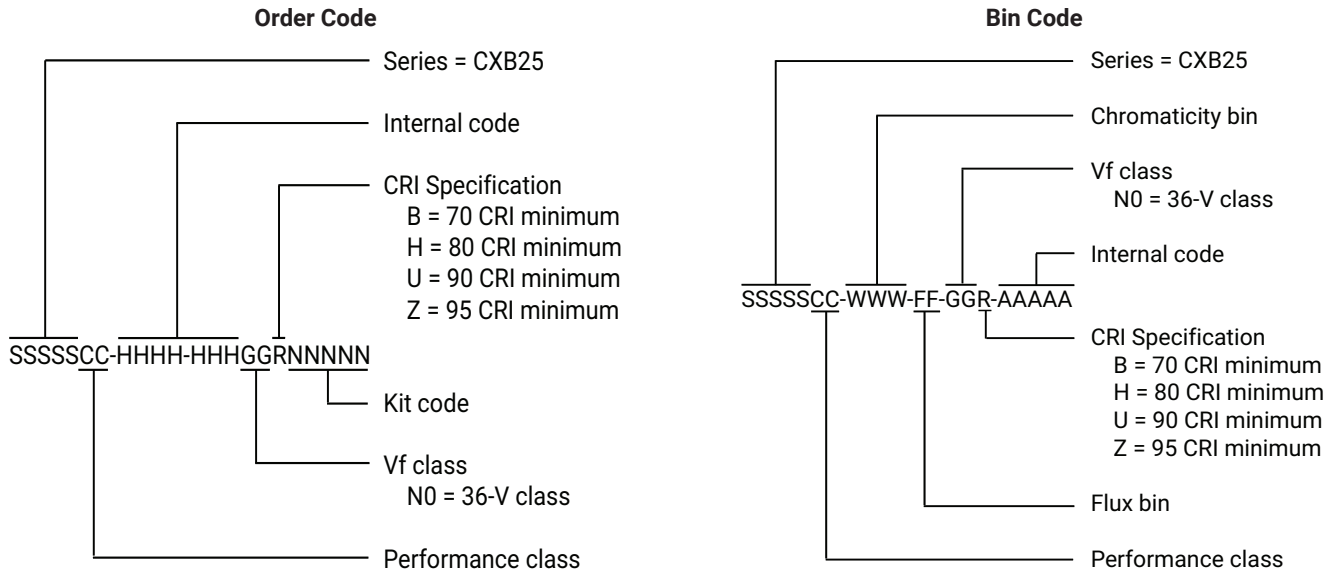 Order Code
Series = CXB25
Internal code
CRI Specification
B = 70 CRI minimum
H = 80 CRI minimum
U = 90 CRI minimum
Z = 95 CRI minimum
SSSSSCC-HHHH-HHHGGRNNNNN
Kit code
Vf class
N0 = 36-V class
Performance class
Bin Code
Series = CXB25
Chromaticity bin
Vf class
N0 = 36-V class
Internal code
SSSSSCC-WWW-FF-GGR-AAAAA
CRI Specification
B = 70 CRI minimum
H = 80 CRI minimum
U = 90 CRI minimum
Z = 95 CRI minimum
Flux bin
Performance class